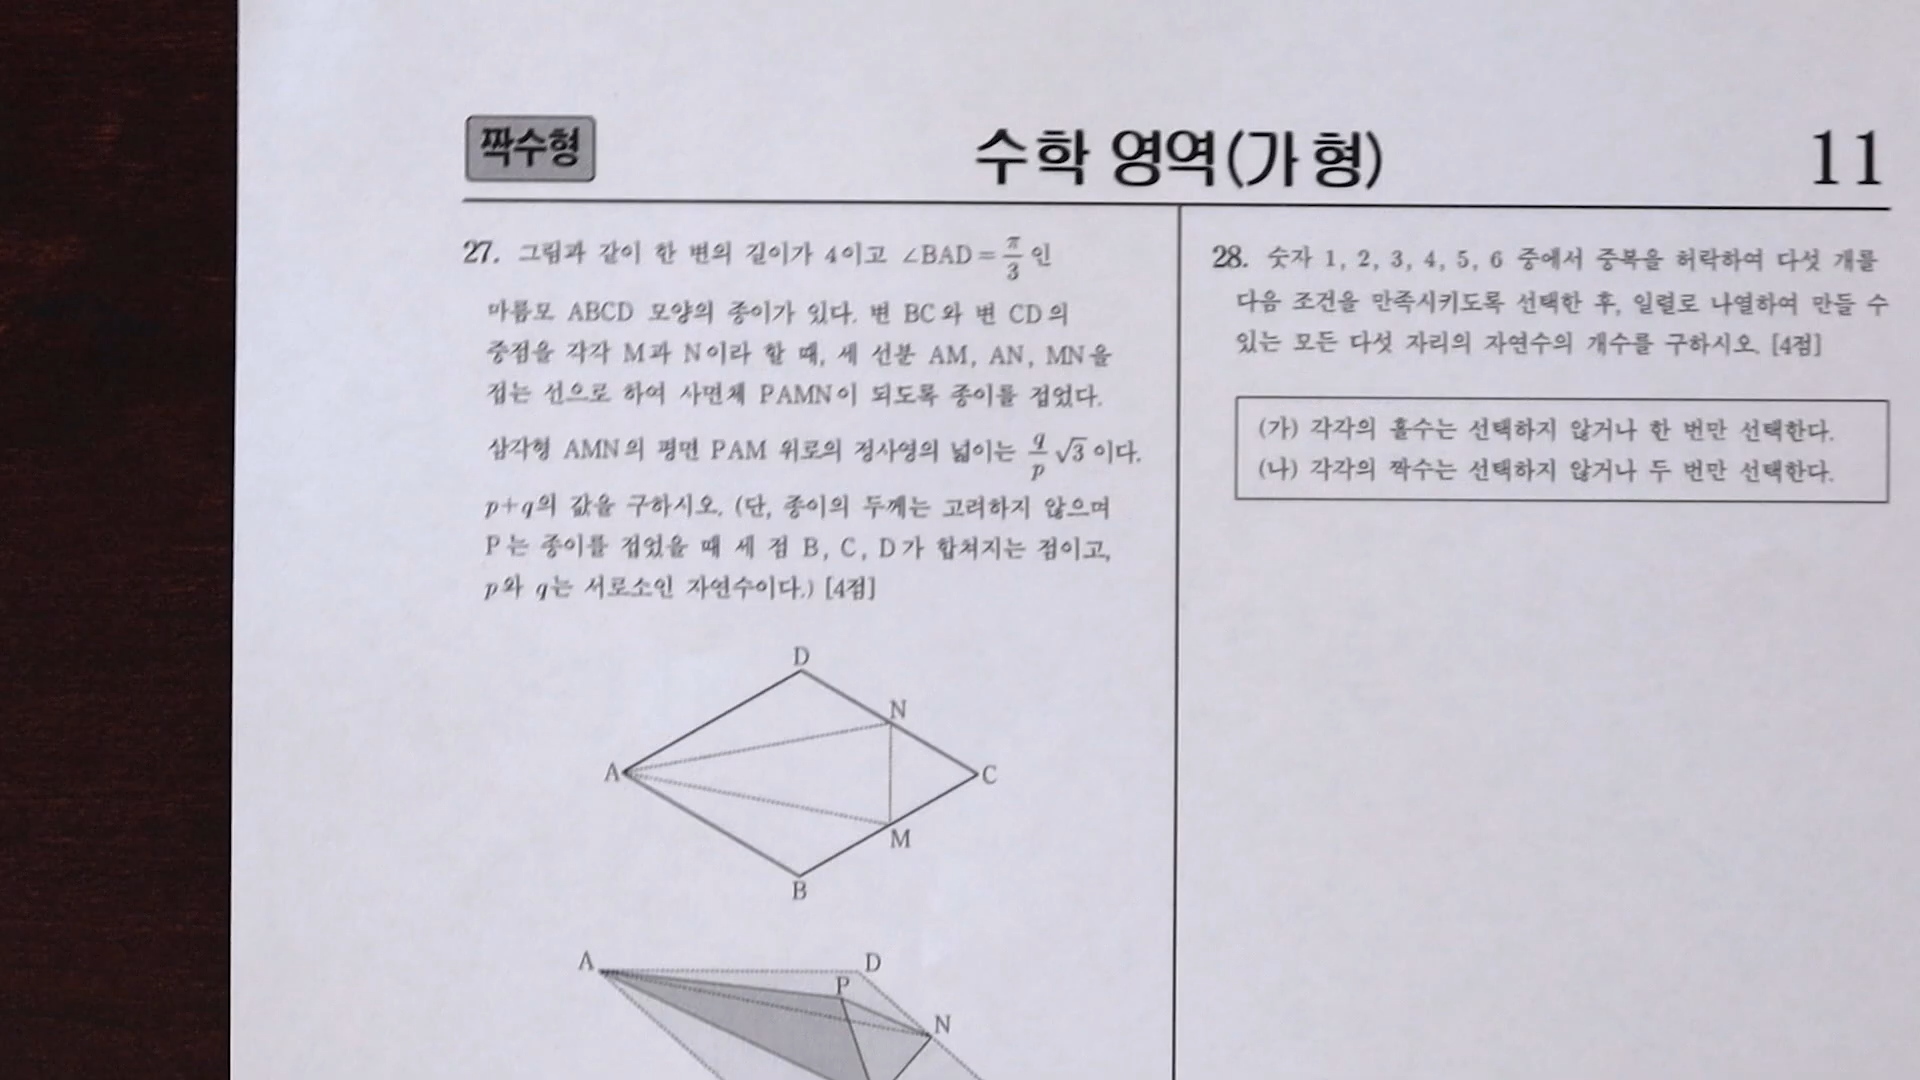 짝수형
수학 영역(가형)
11
27. 그림과 같이 한 변의 길이가 4이고 ∠BAD = π/3 인
마름모 ABCD 모양의 종이가 있다. 변 BC와 변 CD의
중점을 각각 M과 N이라 할 때, 세 선분 AM, AN, MN을
접는 선으로 하여 사면체 PAMN이 되도록 종이를 접었다.
삼각형 AMN의 평면 PAM 위로의 정사영의 넓이는 q/p √3 이다.
p+q의 값을 구하시오. (단, 종이의 두께는 고려하지 않으며
P는 종이를 접었을 때 세 점 B, C, D가 합쳐지는 점이고,
p와 q는 서로소인 자연수이다.) [4점]
D
N
A
C
M
B
A
D
P
N
28. 숫자 1, 2, 3, 4, 5, 6 중에서 중복을 허락하여 다섯 개를
다음 조건을 만족시키도록 선택한 후, 일렬로 나열하여 만들 수
있는 모든 다섯 자리의 자연수의 개수를 구하시오. [4점]
(가) 각각의 홀수는 선택하지 않거나 한 번만 선택한다.
(나) 각각의 짝수는 선택하지 않거나 두 번만 선택한다.